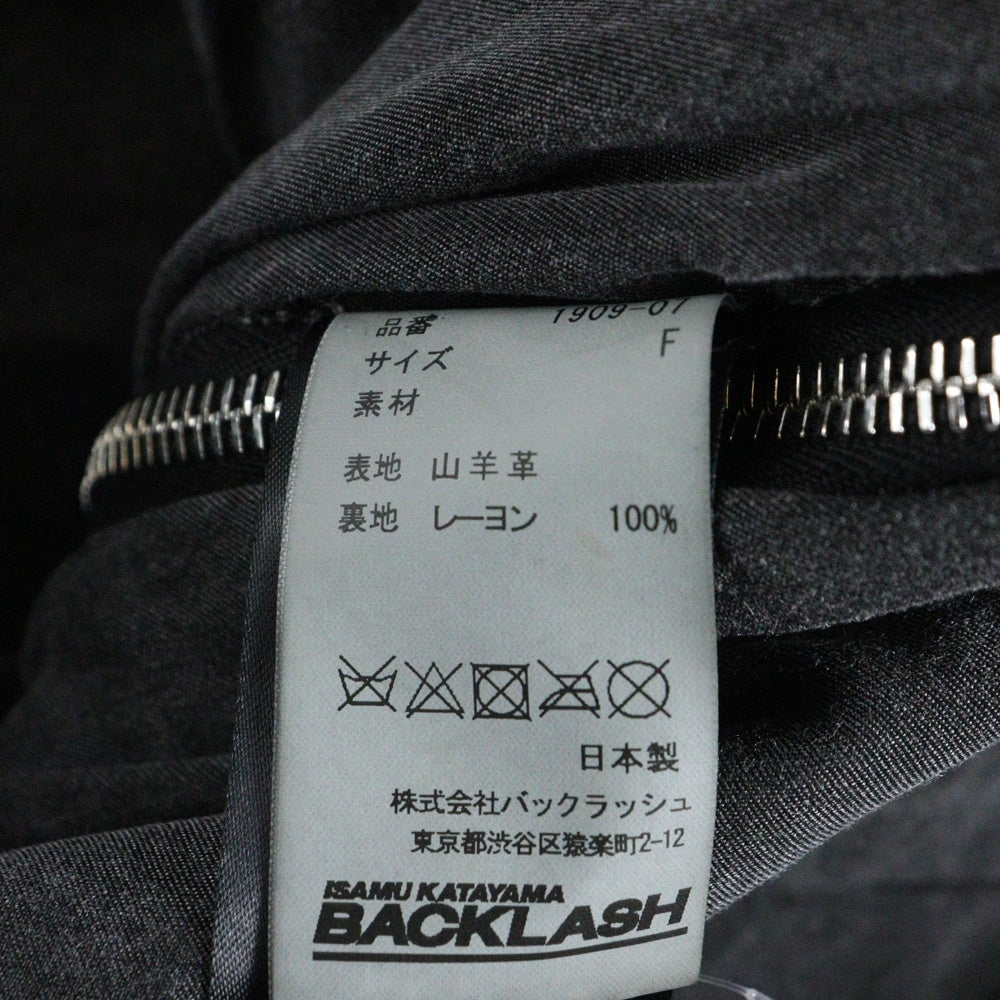 品番 1909-07
サイズ F
素材
表地 山羊革
裏地 レーヨン 100%
日本製
株式会社バックラッシュ
東京都渋谷区猿楽町2-12
ISAMU KATAYAMA
BACKLASH